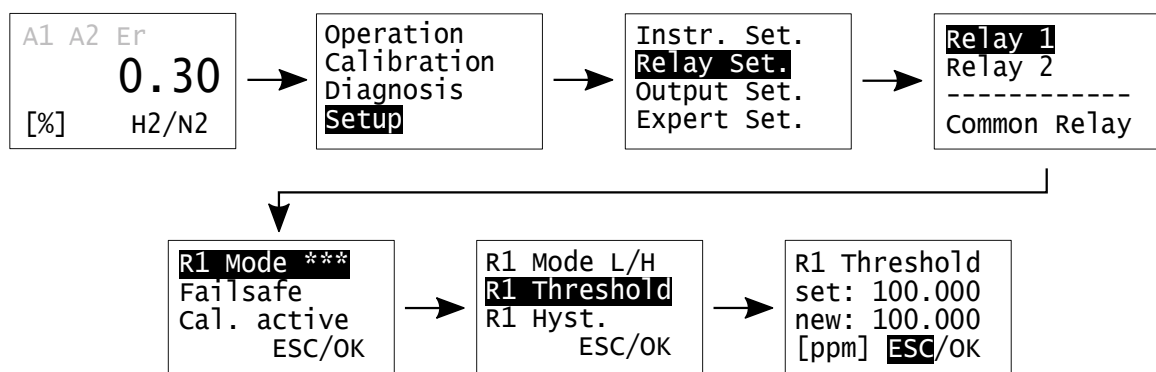 A1 A2 Er
0.30
[%] H2/N2
Operation
Calibration
Diagnosis
Setup
Instr. Set.
Relay Set.
Output Set.
Expert Set.
Relay 1
Relay 2
------------
Common Relay
R1 Mode ***
Failsafe
Cal. active
ESC/OK
R1 Mode L/H
R1 Threshold
R1 Hyst.
ESC/OK
R1 Threshold
set: 100.000
new: 100.000
[ppm] ESC/OK